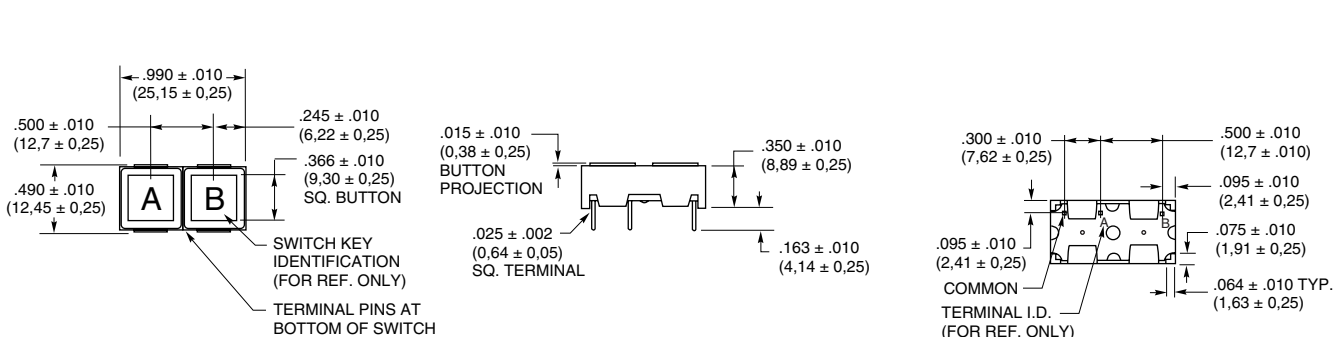 .990 ± .010
(25,15 ± 0,25)
.500 ± .010
(12,7 ± 0,25)
.245 ± .010
(6,22 ± 0,25)
.490 ± .010
(12,45 ± 0,25)
A
B
.366 ± .010
(9,30 ± 0,25)
SQ. BUTTON
SWITCH KEY
IDENTIFICATION
(FOR REF. ONLY)
TERMINAL PINS AT
BOTTOM OF SWITCH
.015 ± .010
(0,38 ± 0,25)
BUTTON
PROJECTION
.350 ± .010
(8,89 ± 0,25)
.025 ± .002
(0,64 ± 0,05)
SQ. TERMINAL
.163 ± .010
(4,14 ± 0,25)
.300 ± .010
(7,62 ± 0,25)
.500 ± .010
(12,7 ± .010)
.095 ± .010
(2,41 ± 0,25)
A
B
.095 ± .010
(2,41 ± 0,25)
.075 ± .010
(1,91 ± 0,25)
COMMON
.064 ± .010 TYP.
(1,63 ± 0,25)
TERMINAL I.D.
(FOR REF. ONLY)